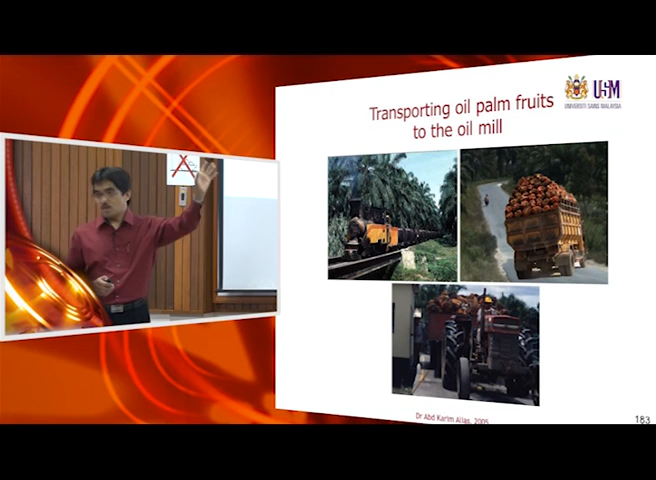 USM
UNIVERSITI SAINS MALAYSIA
Transporting oil palm fruits
to the oil mill
Dr Abd Karim Alias, 2005
183